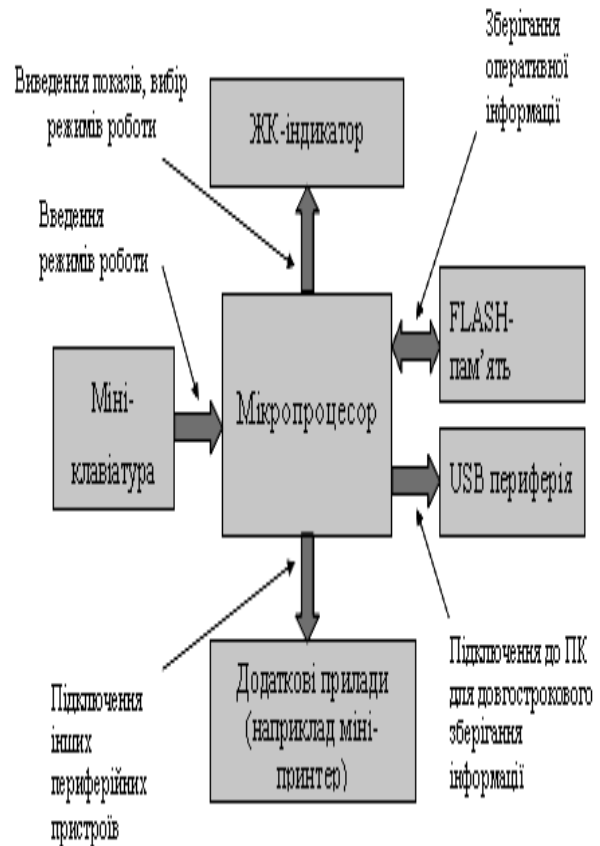 Зберігання
оперативної
інформації
Виведення показів, вибір
режимів роботи
ЖК-індикатор
Введення
режимів роботи
FLASH-
пам’ять
Міні-
клавіатура
Мікропроцесор
USB периферія
Підключення
інших
периферійних
пристроїв
Додаткові прилади
(наприклад міні-
принтер)
Підключення до ПК
для довгострокового
зберігання
інформації